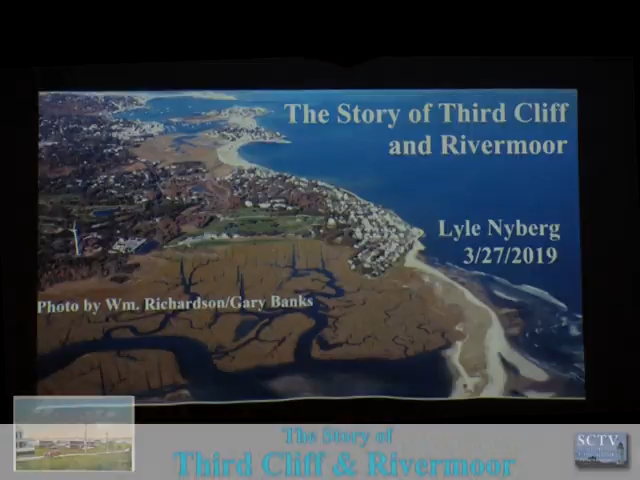 The Story of Third Cliff
and Rivermoor
Lyle Nyberg
3/27/2019
Photo by Wm. Richardson/Gary Banks
The Story of
Third Cliff & Rivermoor
SCTV